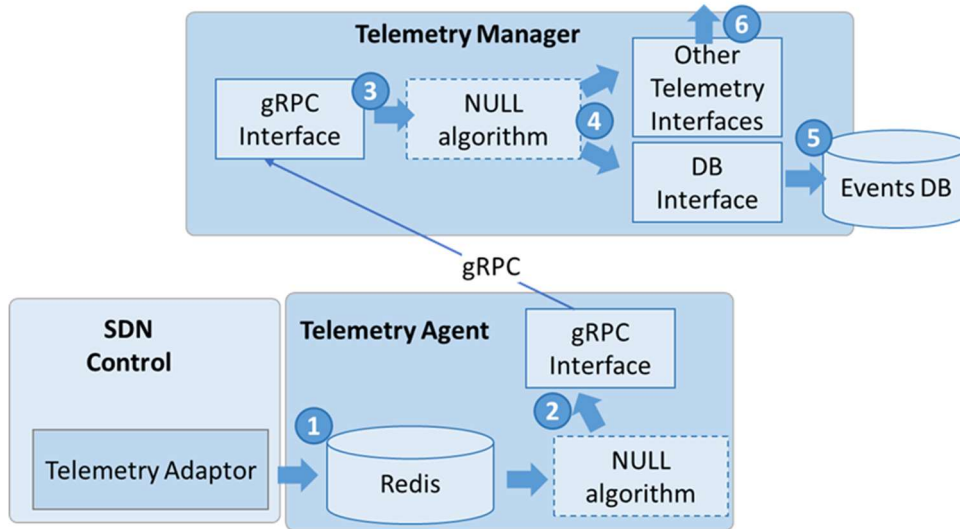 Telemetry Manager
6
gRPC
Interface
3
NULL
algorithm
4
Other
Telemetry
Interfaces
DB
Interface
5
Events DB
gRPC
SDN
Control
Telemetry Adaptor
Telemetry Agent
gRPC
Interface
1
Redis
2
NULL
algorithm